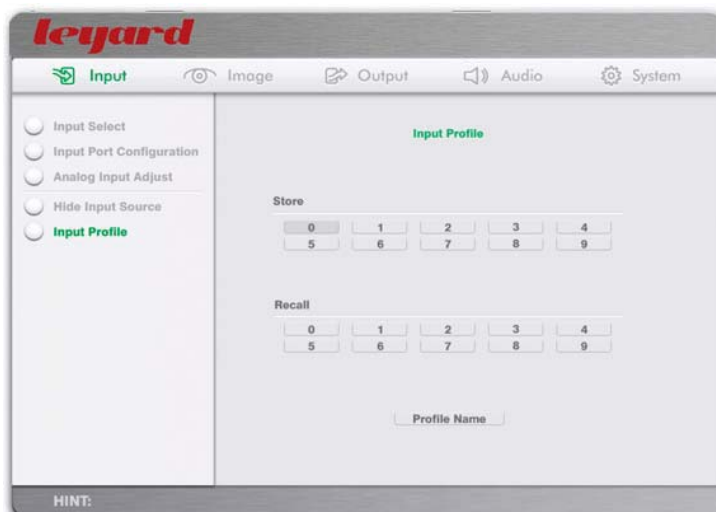 leyard
Input Image Output Audio System
Input Select
Input Port Configuration
Analog Input Adjust
Hide Input Source
Input Profile
Input Profile
Store
0 1 2 3 4
5 6 7 8 9
Recall
0 1 2 3 4
5 6 7 8 9
Profile Name
HINT: